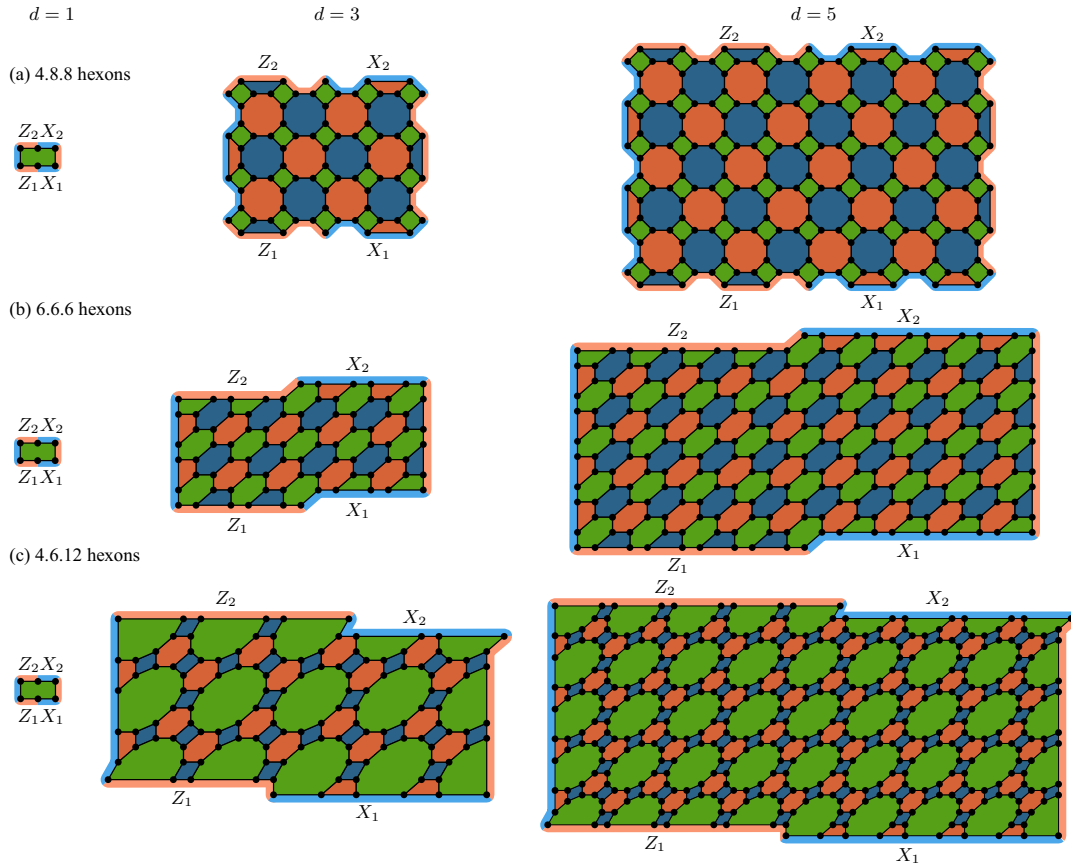 d = 1
d = 3
d = 5
(a) 4.8.8 hexons
Z₂ X₂
Z₁ X₁
Z₂
X₂
Z₁
X₁
Z₂
X₂
Z₁
X₁
(b) 6.6.6 hexons
Z₂ X₂
Z₁ X₁
Z₂
X₂
Z₁
X₁
Z₂
X₂
Z₁
X₁
(c) 4.6.12 hexons
Z₂ X₂
Z₁ X₁
Z₂
X₂
Z₁
X₁
Z₂
X₂
Z₁
X₁